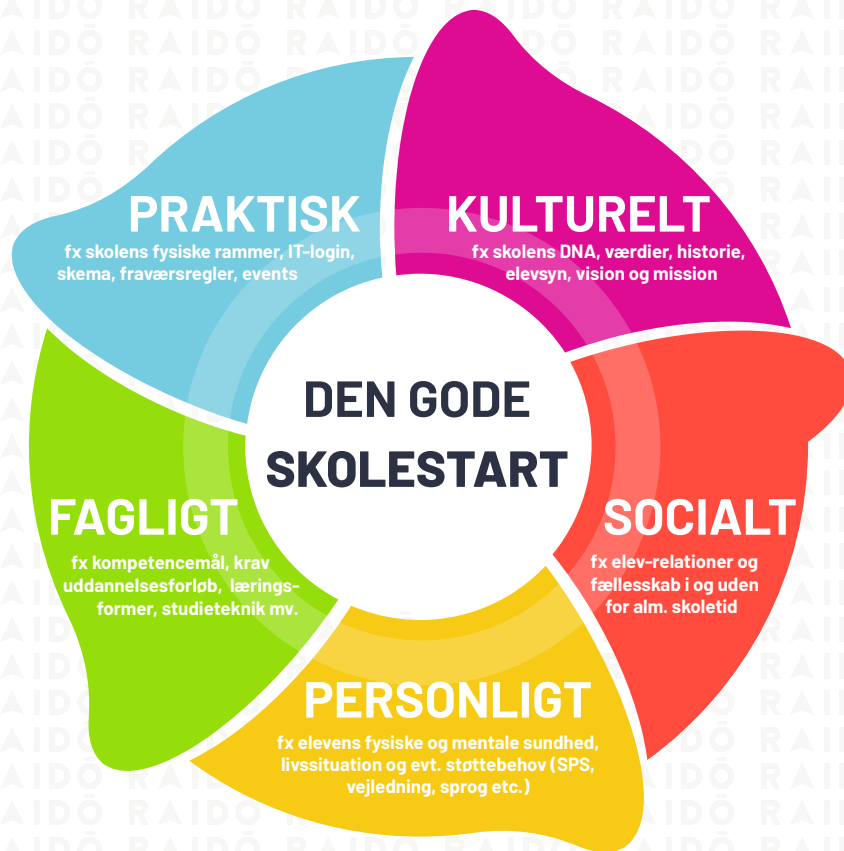 PRAKTISK
fx skolens fysiske rammer, IT-login,
skema, fraværsregler, events
KULTURELT
fx skolens DNA, værdier, historie,
elevsyn, vision og mission
DEN GODE
SKOLESTART
FAGLIGT
fx kompetencemål, krav
uddannelsesforløb, lærings-
former, studieteknik mv.
SOCIALT
fx elev-relationer og
fællesskab i og uden
for alm. skoletid
PERSONLIGT
fx elevens fysiske og mentale sundhed,
livssituation og evt. støttebehov (SPS,
vejledning, sprog etc.)